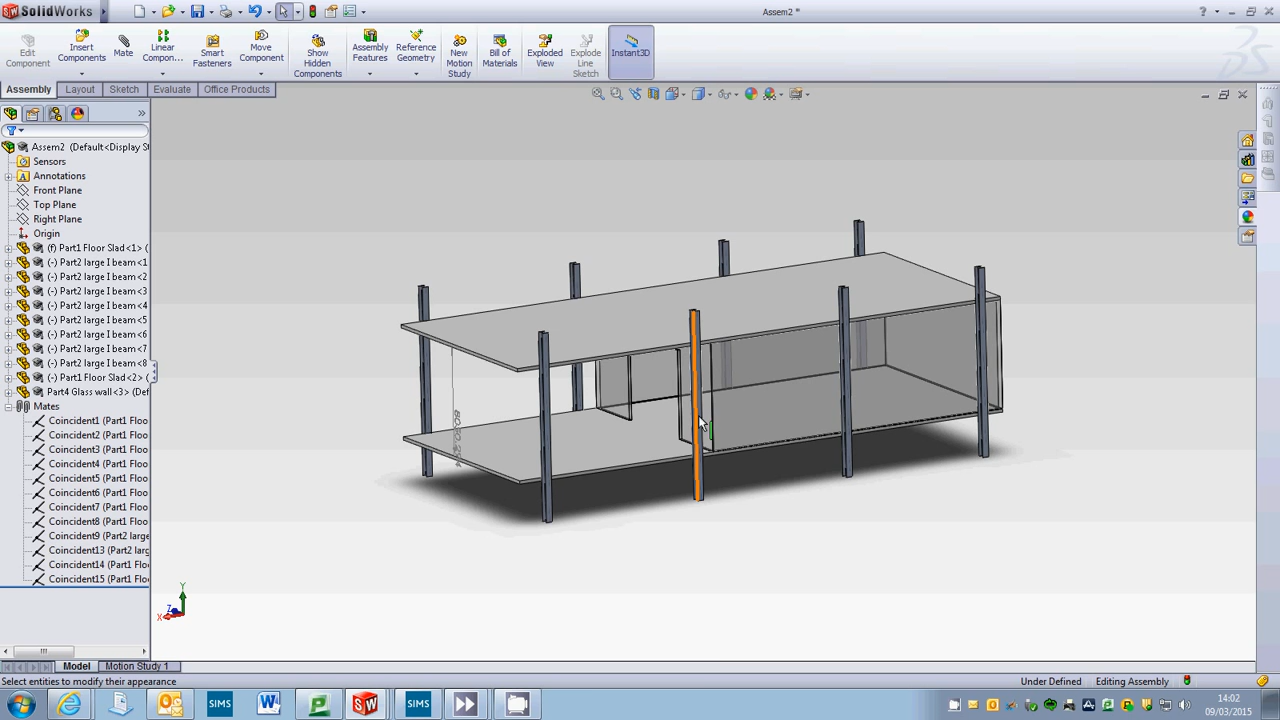 SolidWorks
Assem2 *
Edit Component
Insert Components
Mate
Linear Compon...
Smart Fasteners
Move Component
Show Hidden Components
Assembly Features
Reference Geometry
New Motion Study
Bill of Materials
Exploded View
Explode Line Sketch
Instant3D
Assembly
Layout
Sketch
Evaluate
Office Products
Assem2 (Default<Display St
Sensors
Annotations
Front Plane
Top Plane
Right Plane
Origin
(f) Part1 Floor Slad<1> (
(-) Part2 large I beam<1
(-) Part2 large I beam<2
(-) Part2 large I beam<3
(-) Part2 large I beam<4
(-) Part2 large I beam<5
(-) Part2 large I beam<6
(-) Part2 large I beam<7
(-) Part2 large I beam<8
(-) Part1 Floor Slad<2> (
Part4 Glass wall<3> (Def
Mates
Coincident1 (Part1 Floo
Coincident2 (Part1 Floo
Coincident3 (Part1 Floo
Coincident4 (Part1 Floo
Coincident5 (Part1 Floo
Coincident6 (Part1 Floo
Coincident7 (Part1 Floo
Coincident8 (Part1 Floo
Coincident9 (Part2 large
Coincident13 (Part2 larg
Coincident14 (Part1 Flo
Coincident15 (Part1 Flo
Y
Z
X
Model
Motion Study 1
Select entities to modify their appearance
Under Defined
Editing Assembly
SIMS
SIMS
14:02
09/03/2015